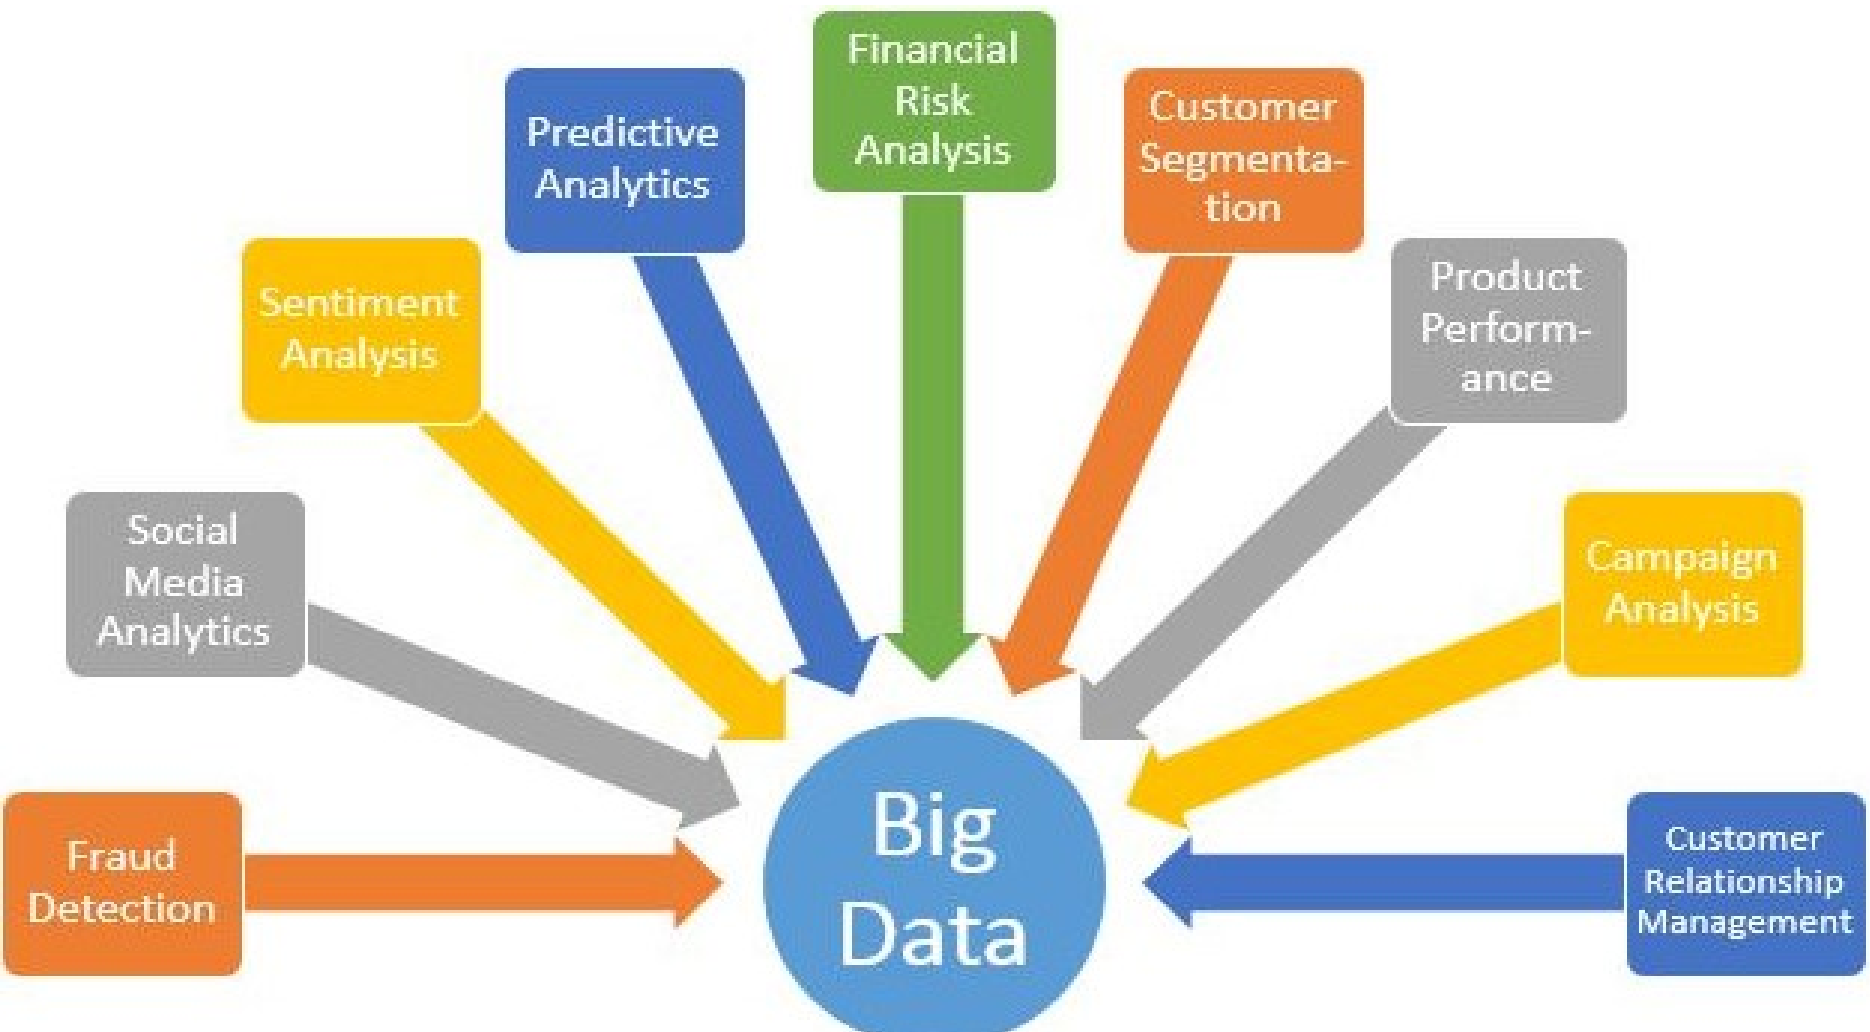 Financial
Risk
Analysis
Predictive
Analytics
Customer
Segmenta-
tion
Sentiment
Analysis
Product
Perform-
ance
Social
Media
Analytics
Campaign
Analysis
Fraud
Detection
Big
Data
Customer
Relationship
Management